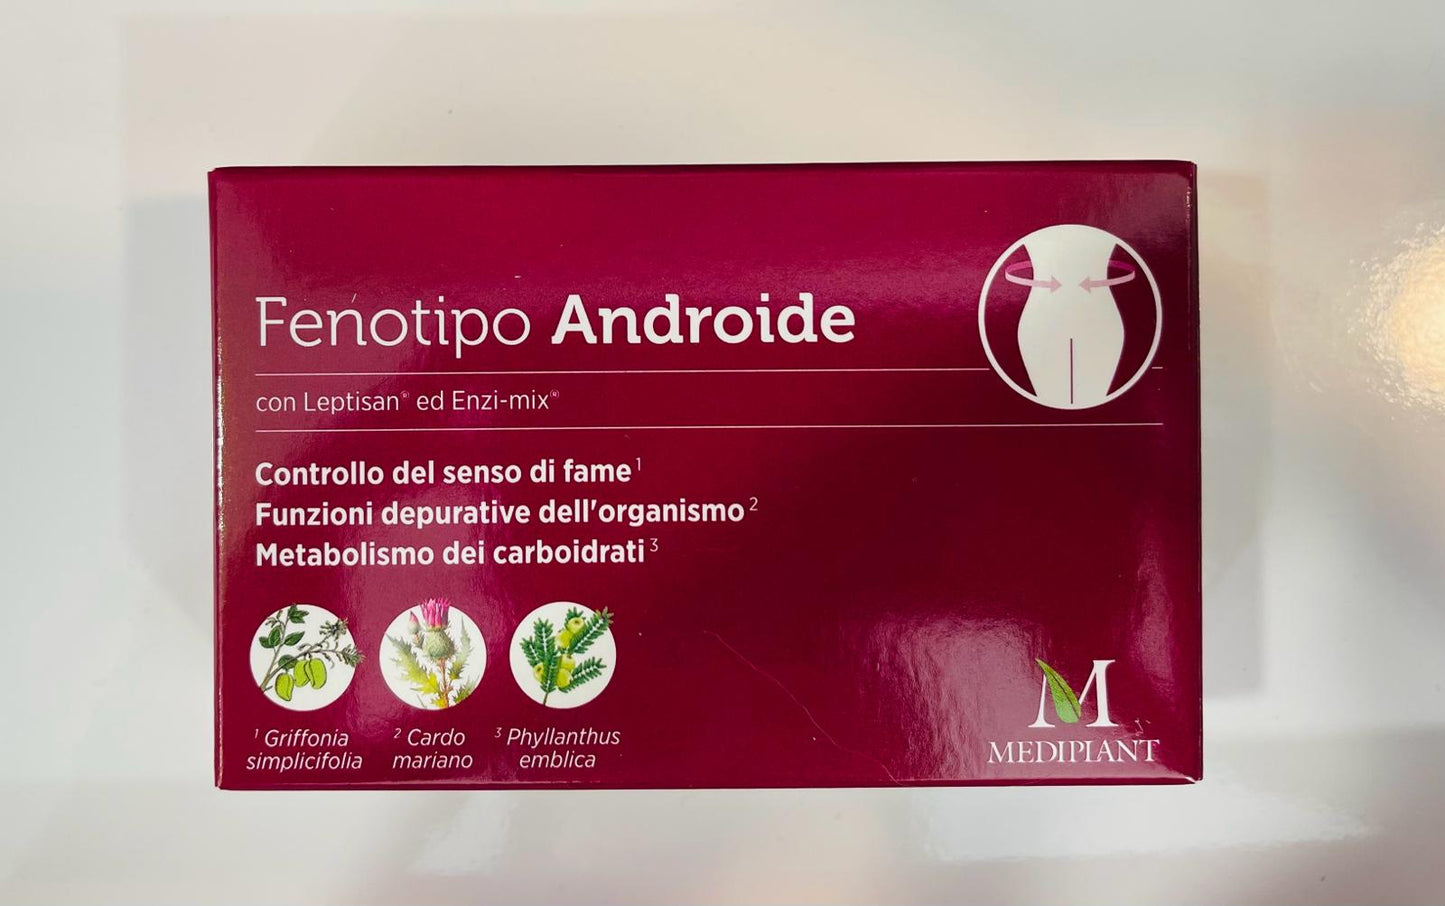 Fenotipo Androide
con Leptisan® ed Enzi-mix®
Controllo del senso di fame¹
Funzioni depurative dell'organismo²
Metabolismo dei carboidrati³
¹ Griffonia
simplicifolia
² Cardo
mariano
³ Phyllanthus
emblica
M
MEDIPLANT